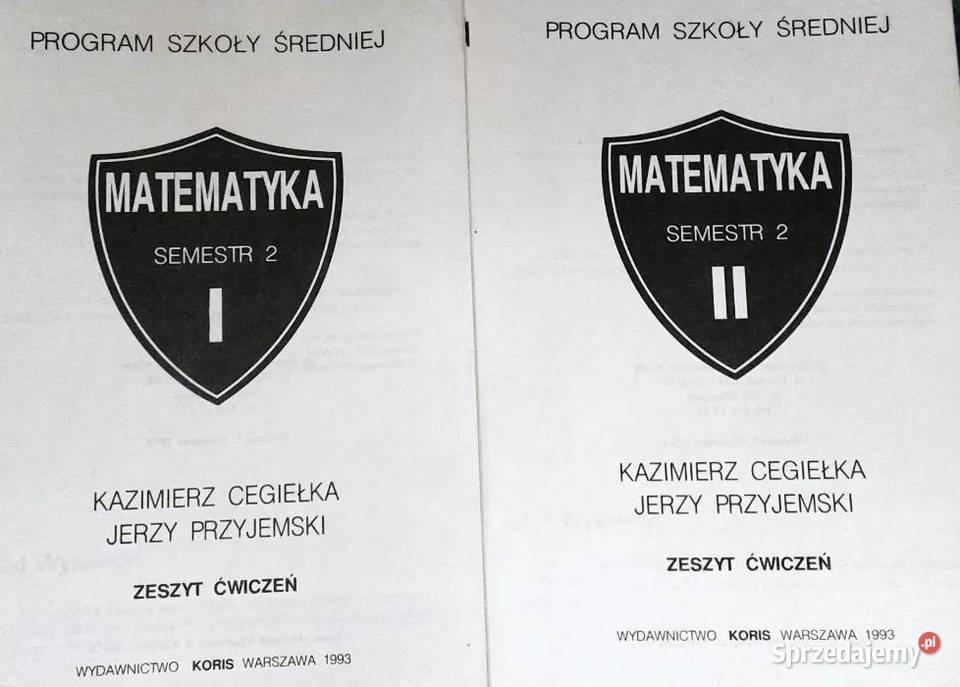 PROGRAM SZKOŁY ŚREDNIEJ
MATEMATYKA
SEMESTR 2
I
KAZIMIERZ CEGIEŁKA
JERZY PRZYJEMSKI
ZESZYT ĆWICZEŃ
WYDAWNICTWO KORIS WARSZAWA 1993
PROGRAM SZKOŁY ŚREDNIEJ
MATEMATYKA
SEMESTR 2
II
KAZIMIERZ CEGIEŁKA
JERZY PRZYJEMSKI
ZESZYT ĆWICZEŃ
WYDAWNICTWO KORIS WARSZAWA 1993
Sprzedajemy.pl